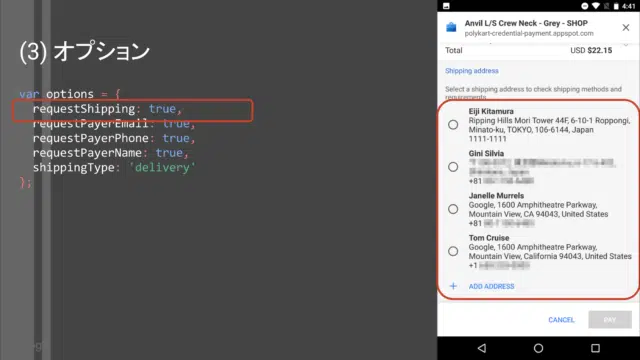 (3) オプション
var options = {
requestShipping: true,
requestPayerEmail: true,
requestPayerPhone: true,
requestPayerName: true,
shippingType: 'delivery'
};
4:41
Anvil L/S Crew Neck - Grey - SHOP
polykart-credential-payment.appspot.com
Total USD $22.15
Shipping address
Select a shipping address to check shipping methods and
requirements
Eiji Kitamura
Ripping Hills Mori Tower 44F, 6-10-1 Roppongi,
Minato-ku, TOKYO, 106-6144, Japan
1111-1111
Gini Silvia
+81
Janelle Murrels
Google, 1600 Amphitheatre Parkway,
Mountain View, CA 94043, United States
+81
Tom Cruise
Google, 1600 Amphitheatre Parkway,
Mountain View, California 94043, United States
+1
ADD ADDRESS
CANCEL PAY